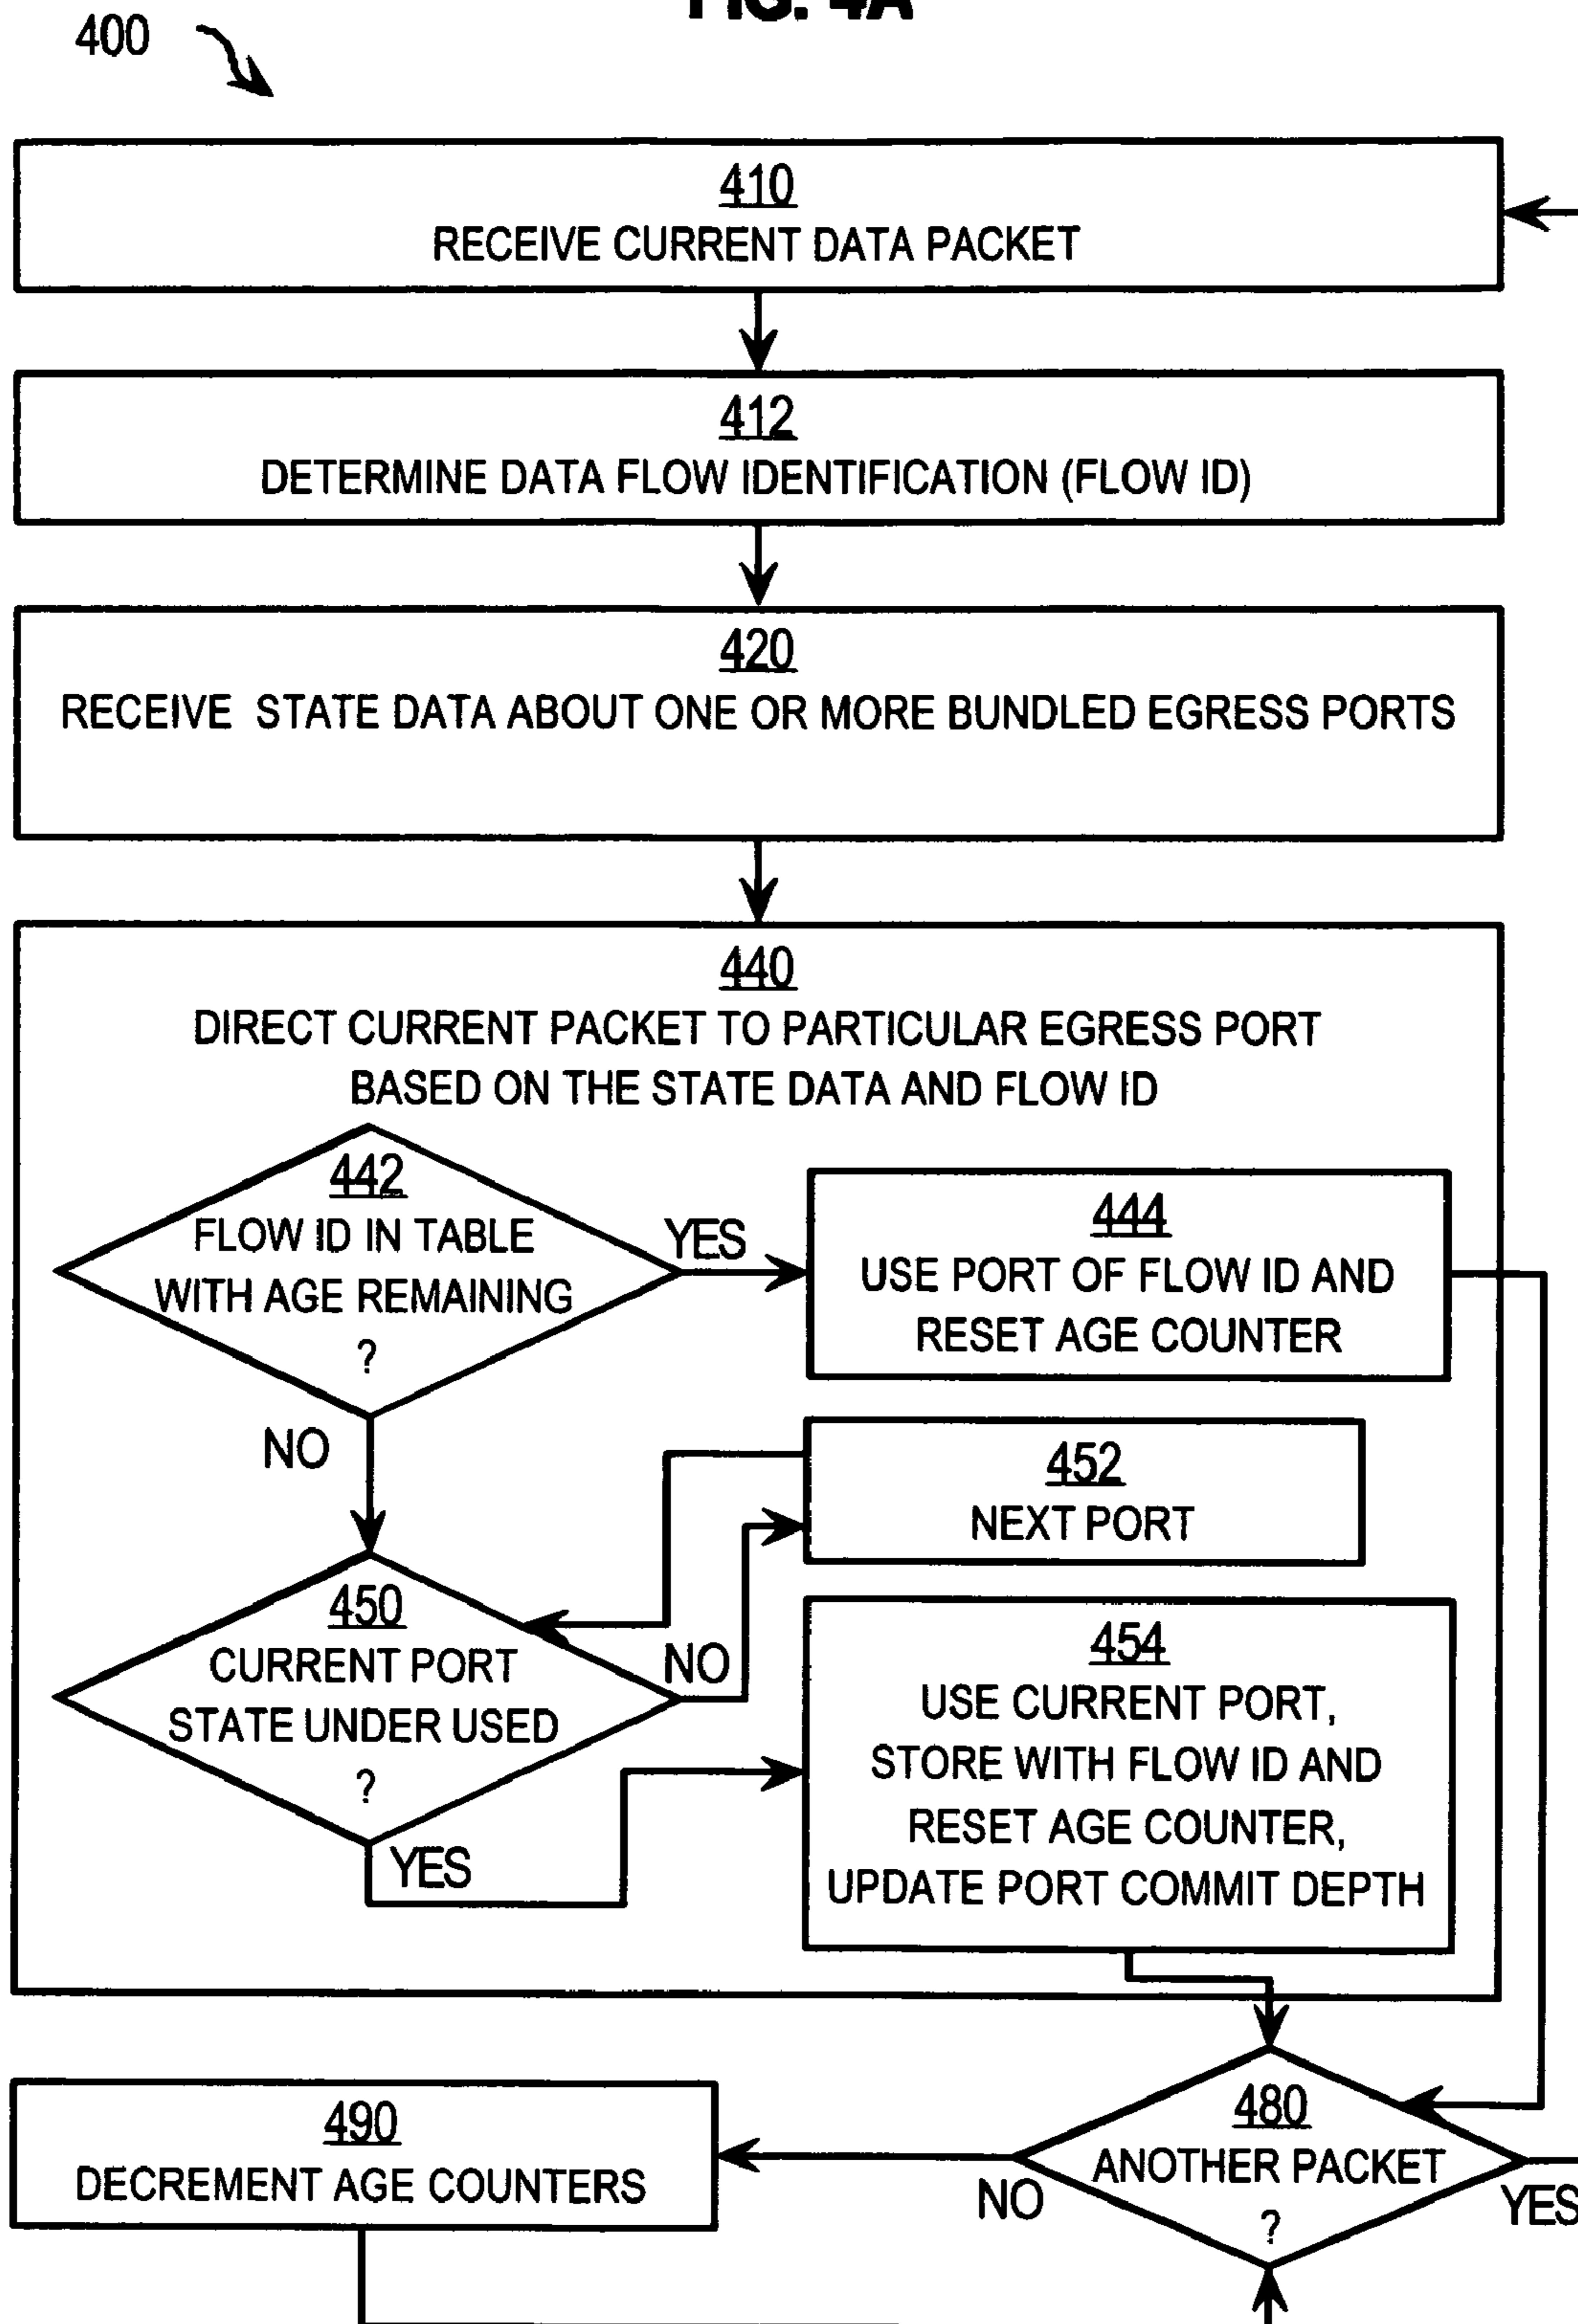 FIG. 4A
400
410
RECEIVE CURRENT DATA PACKET
412
DETERMINE DATA FLOW IDENTIFICATION (FLOW ID)
420
RECEIVE STATE DATA ABOUT ONE OR MORE BUNDLED EGRESS PORTS
440
DIRECT CURRENT PACKET TO PARTICULAR EGRESS PORT
BASED ON THE STATE DATA AND FLOW ID
442
FLOW ID IN TABLE
WITH AGE REMAINING
?
YES
444
USE PORT OF FLOW ID AND
RESET AGE COUNTER
NO
452
NEXT PORT
450
CURRENT PORT
STATE UNDER USED
?
NO
YES
454
USE CURRENT PORT,
STORE WITH FLOW ID AND
RESET AGE COUNTER,
UPDATE PORT COMMIT DEPTH
480
ANOTHER PACKET
?
NO
YES
490
DECREMENT AGE COUNTERS